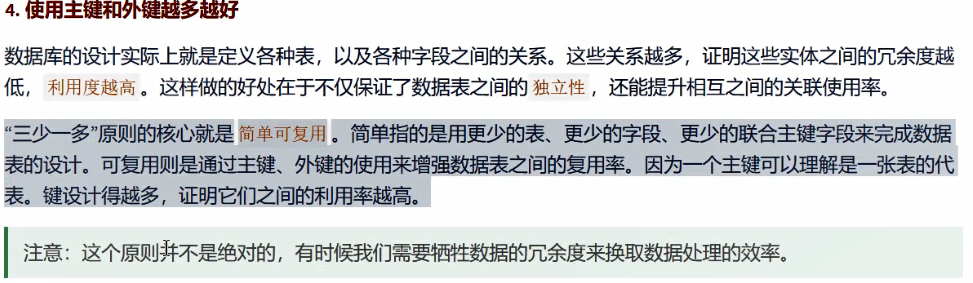 4. 使用主键和外键越多越好
数据库的设计实际上就是定义各种表，以及各种字段之间的关系。这些关系越多，证明这些实体之间的冗余度越
低，利用度越高。这样做的好处在于不仅保证了数据表之间的独立性，还能提升相互之间的关联使用率。
“三少一多”原则的核心就是简单可复用。简单指的是用更少的表、更少的字段、更少的联合主键字段来完成数据
表的设计。可复用则是通过主键、外键的使用来增强数据表之间的复用率。因为一个主键可以理解是一张表的代
表。键设计得越多，证明它们之间的利用率越高。
注意：这个原则并不是绝对的，有时候我们需要牺牲数据的冗余度来换取数据处理的效率。